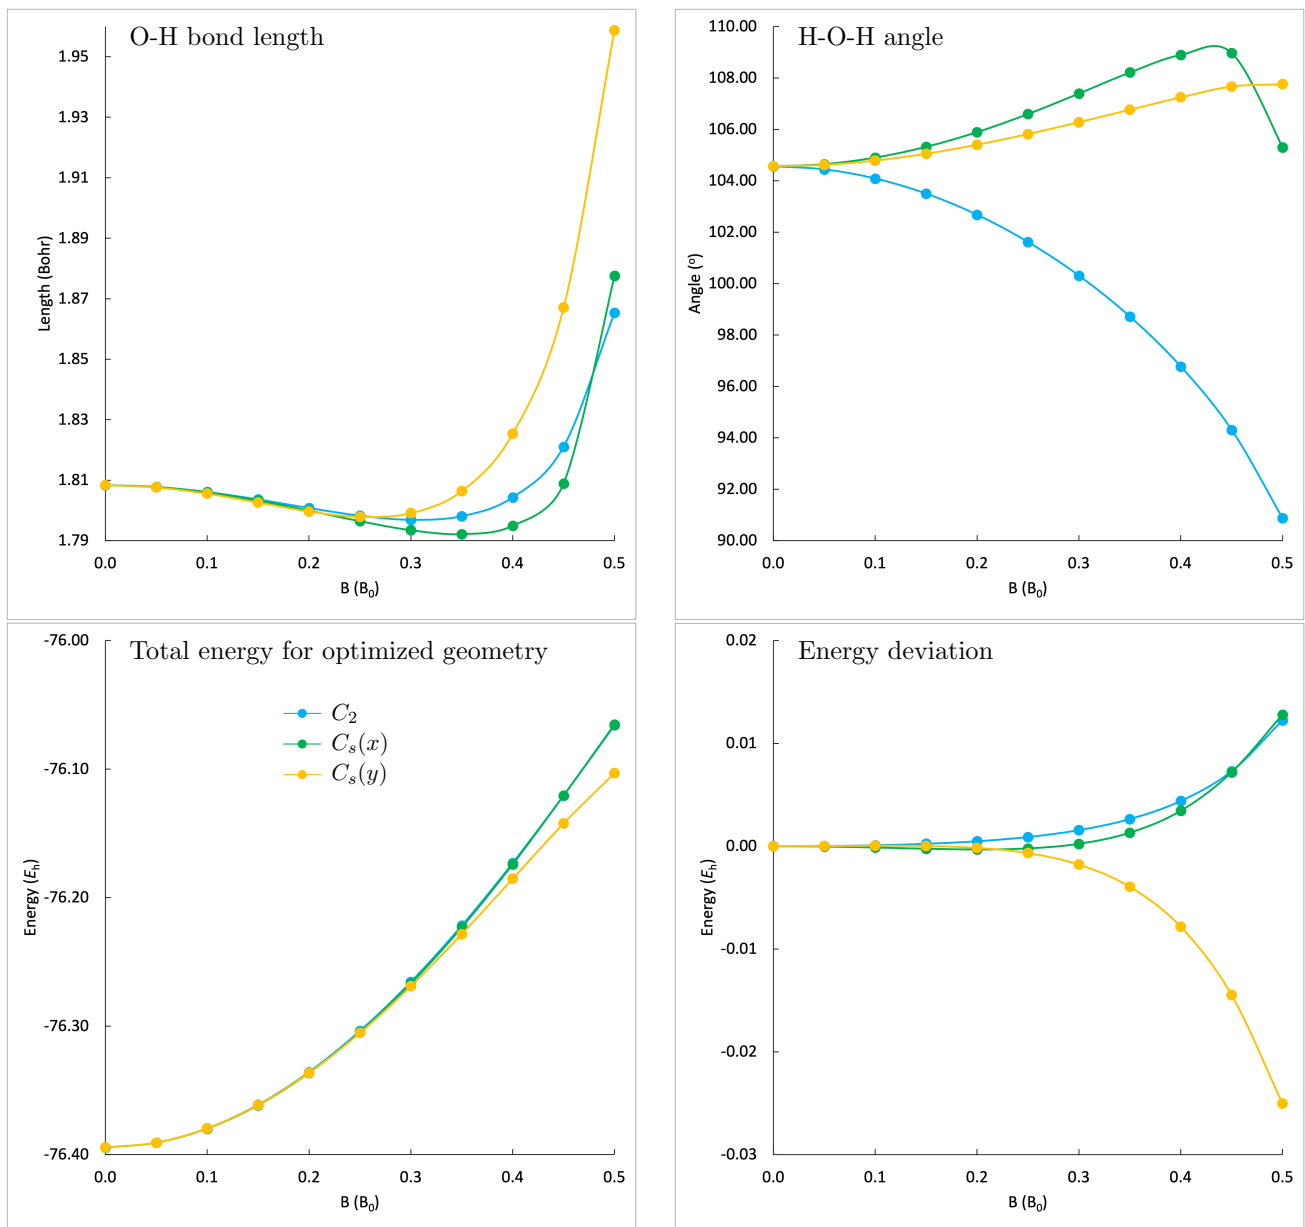 O-H bond length
1.95
1.93
1.91
1.89
1.87
1.85
1.83
1.81
1.79
Length (Bohr)
0.0 0.1 0.2 0.3 0.4 0.5
B (B₀)
H-O-H angle
110.00
108.00
106.00
104.00
102.00
100.00
98.00
96.00
94.00
92.00
90.00
Angle (°)
0.0 0.1 0.2 0.3 0.4 0.5
B (B₀)
Total energy for optimized geometry
-76.00
-76.10
-76.20
-76.30
-76.40
Energy (Eₕ)
C₂
Cₛ(x)
Cₛ(y)
0.0 0.1 0.2 0.3 0.4 0.5
B (B₀)
Energy deviation
0.02
0.01
0.00
-0.01
-0.02
-0.03
Energy (Eₕ)
0.0 0.1 0.2 0.3 0.4 0.5
B (B₀)